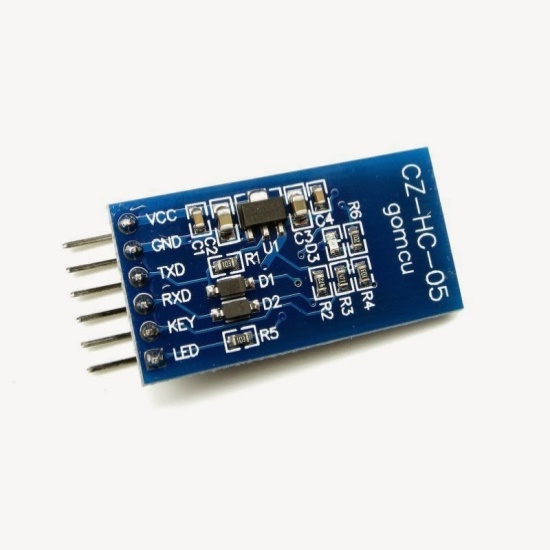 CZ-HC-05
gomcu
VCC
GND
TXD
RXD
KEY
LED
C1
C2
U1
C3
C4
R6
D3
R1
D1
D2
R2
R3
R4
R5